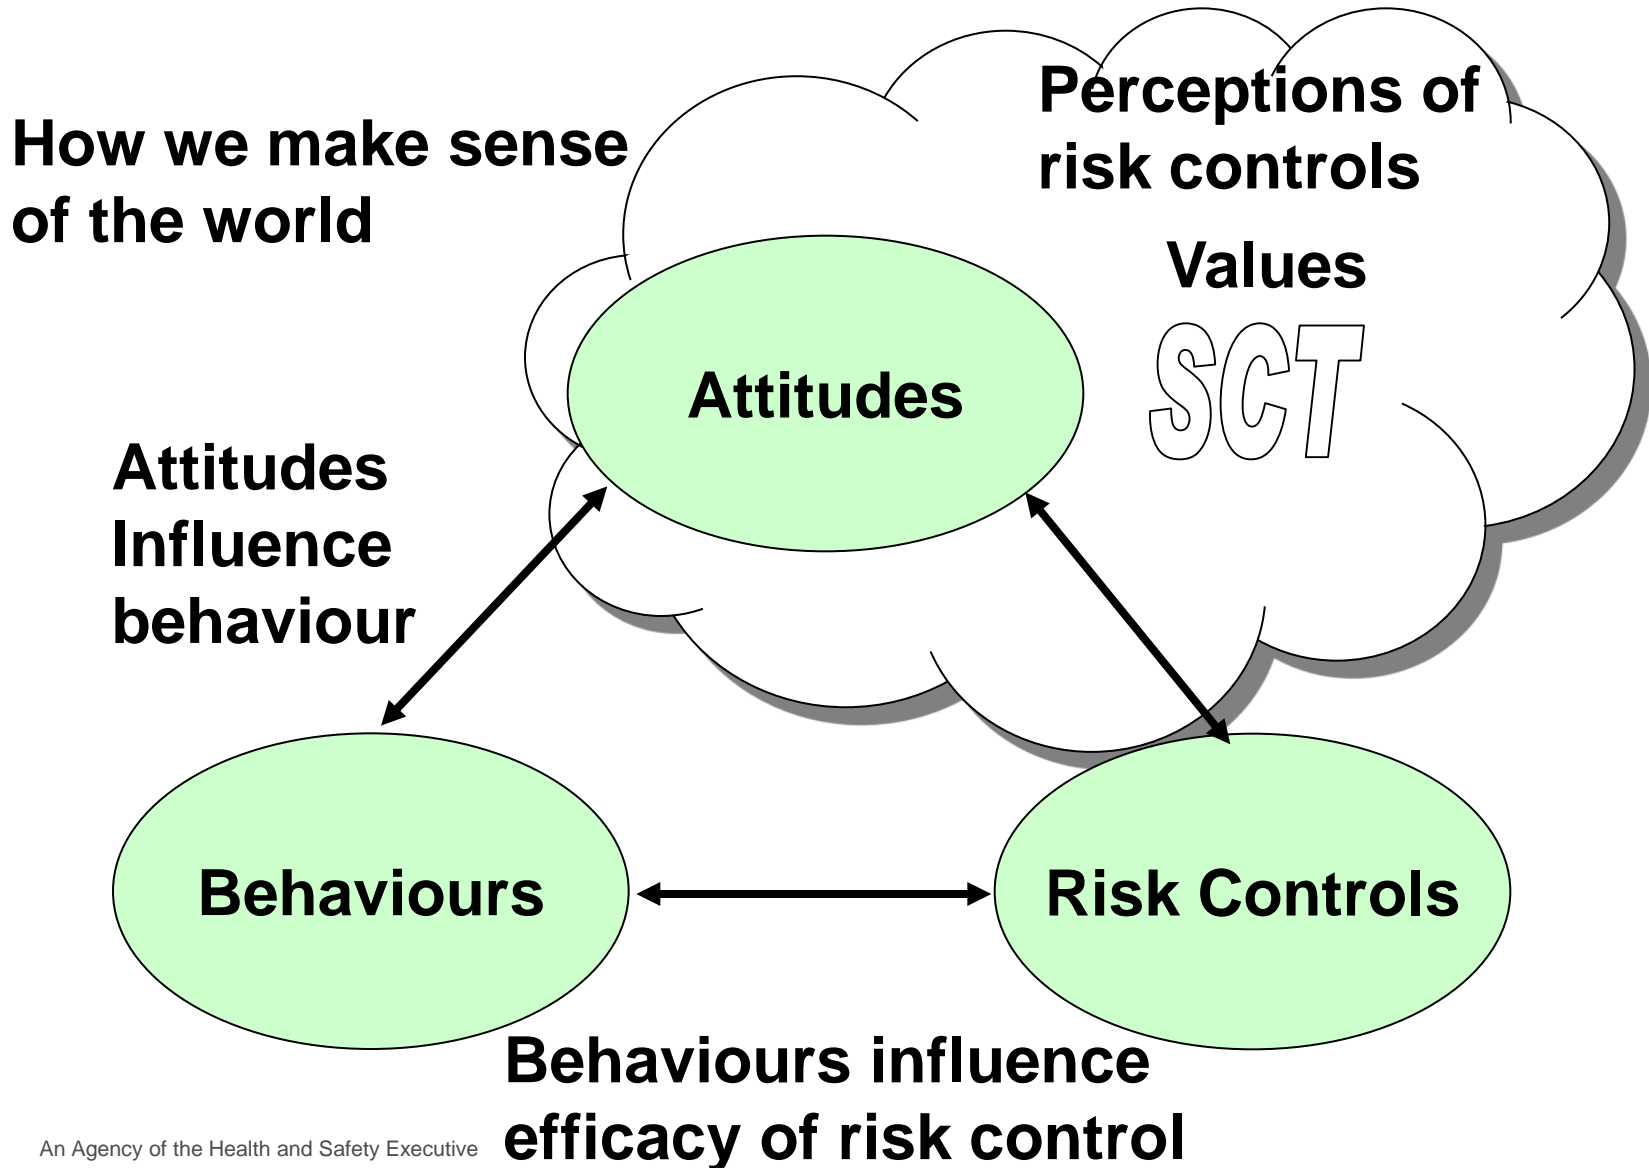 How we make sense
of the world
Perceptions of
risk controls
Values
SCT
Attitudes
Attitudes
Influence
behaviour
Behaviours
Risk Controls
Behaviours influence
efficacy of risk control
An Agency of the Health and Safety Executive